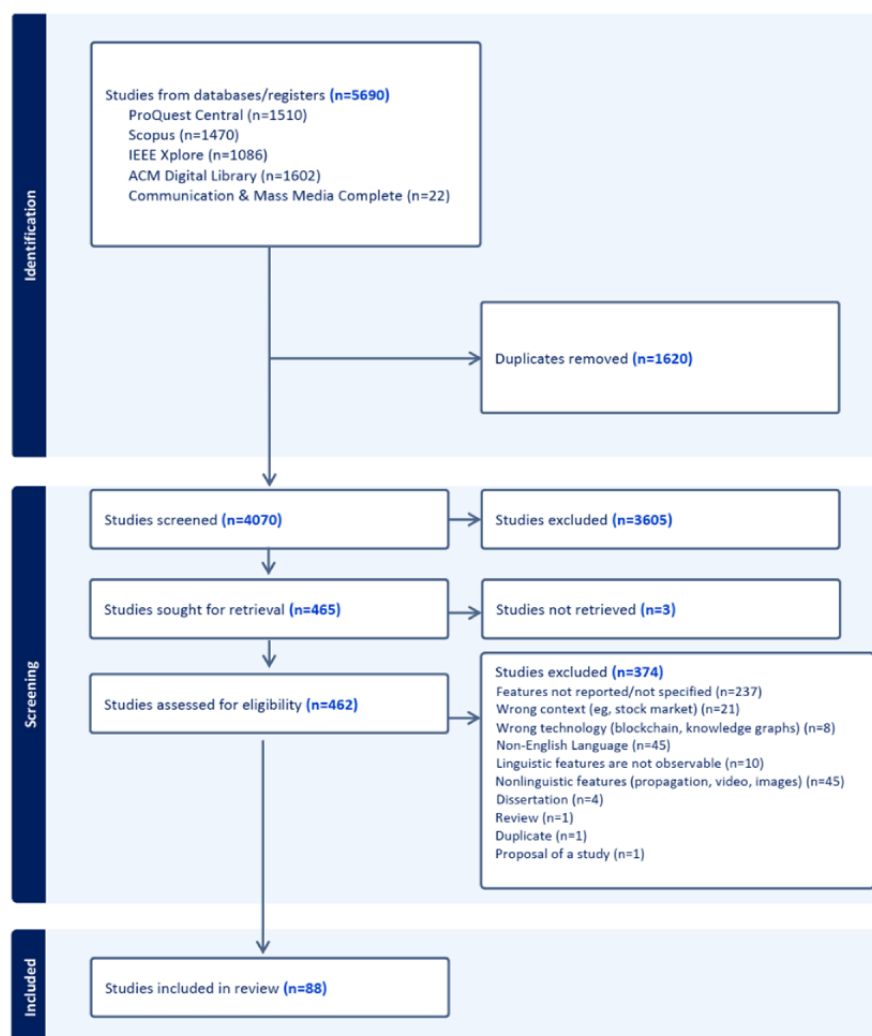 Identification
Studies from databases/registers (n=5690)
ProQuest Central (n=1510)
Scopus (n=1470)
IEEE Xplore (n=1086)
ACM Digital Library (n=1602)
Communication & Mass Media Complete (n=22)
Duplicates removed (n=1620)
Screening
Studies screened (n=4070)
Studies excluded (n=3605)
Studies sought for retrieval (n=465)
Studies not retrieved (n=3)
Studies assessed for eligibility (n=462)
Studies excluded (n=374)
Features not reported/not specified (n=237)
Wrong context (eg, stock market) (n=21)
Wrong technology (blockchain, knowledge graphs) (n=8)
Non-English Language (n=45)
Linguistic features are not observable (n=10)
Nonlinguistic features (propagation, video, images) (n=45)
Dissertation (n=4)
Review (n=1)
Duplicate (n=1)
Proposal of a study (n=1)
Included
Studies included in review (n=88)